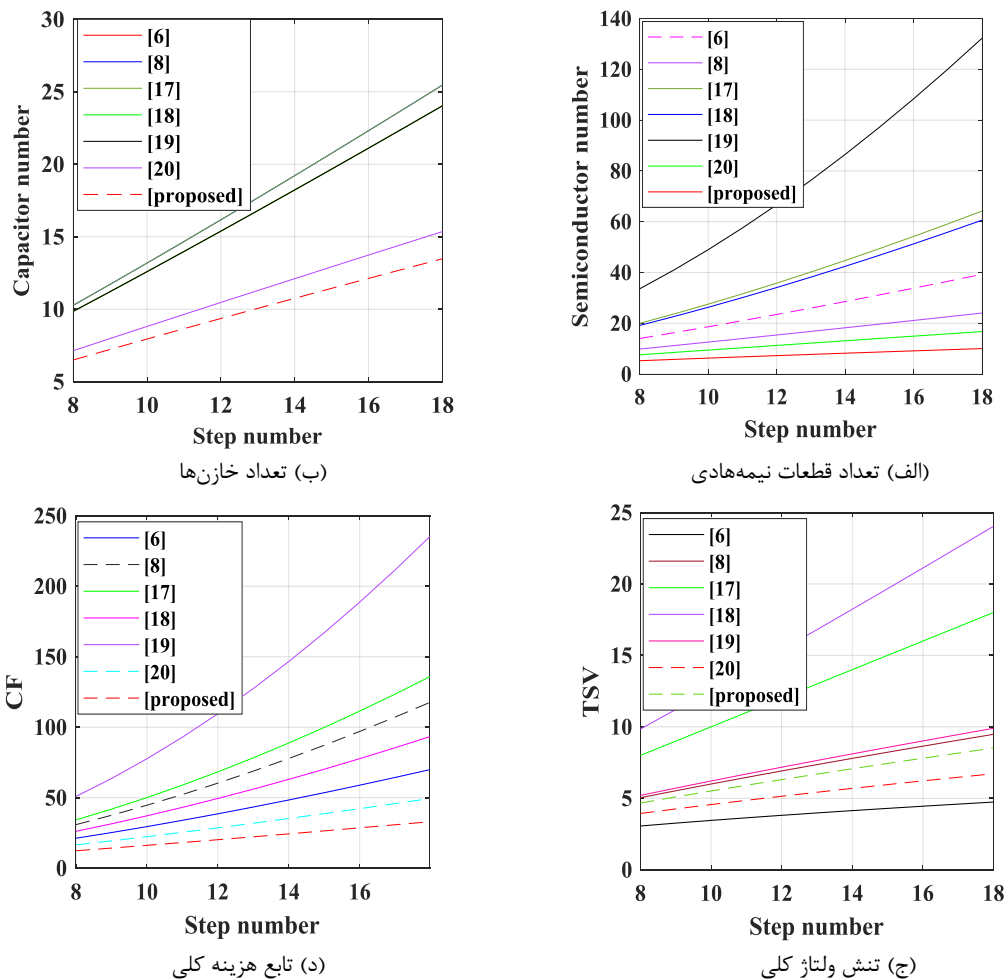 30
25
20
15
10
5
Capacitor number
[6]
[8]
[17]
[18]
[19]
[20]
[proposed]
8 10 12 14 16 18
Step number
(ب) تعداد خازن‌ها
140
120
100
80
60
40
20
0
Semiconductor number
[6]
[8]
[17]
[18]
[19]
[20]
[proposed]
8 10 12 14 16 18
Step number
(الف) تعداد قطعات نیمه‌هادی
250
200
150
100
50
0
CF
[6]
[8]
[17]
[18]
[19]
[20]
[proposed]
8 10 12 14 16
Step number
(د) تابع هزینه کلی
25
20
15
10
5
0
TSV
[6]
[8]
[17]
[18]
[19]
[20]
[proposed]
8 10 12 14 16 18
Step number
(ج) تنش ولتاژ کلی